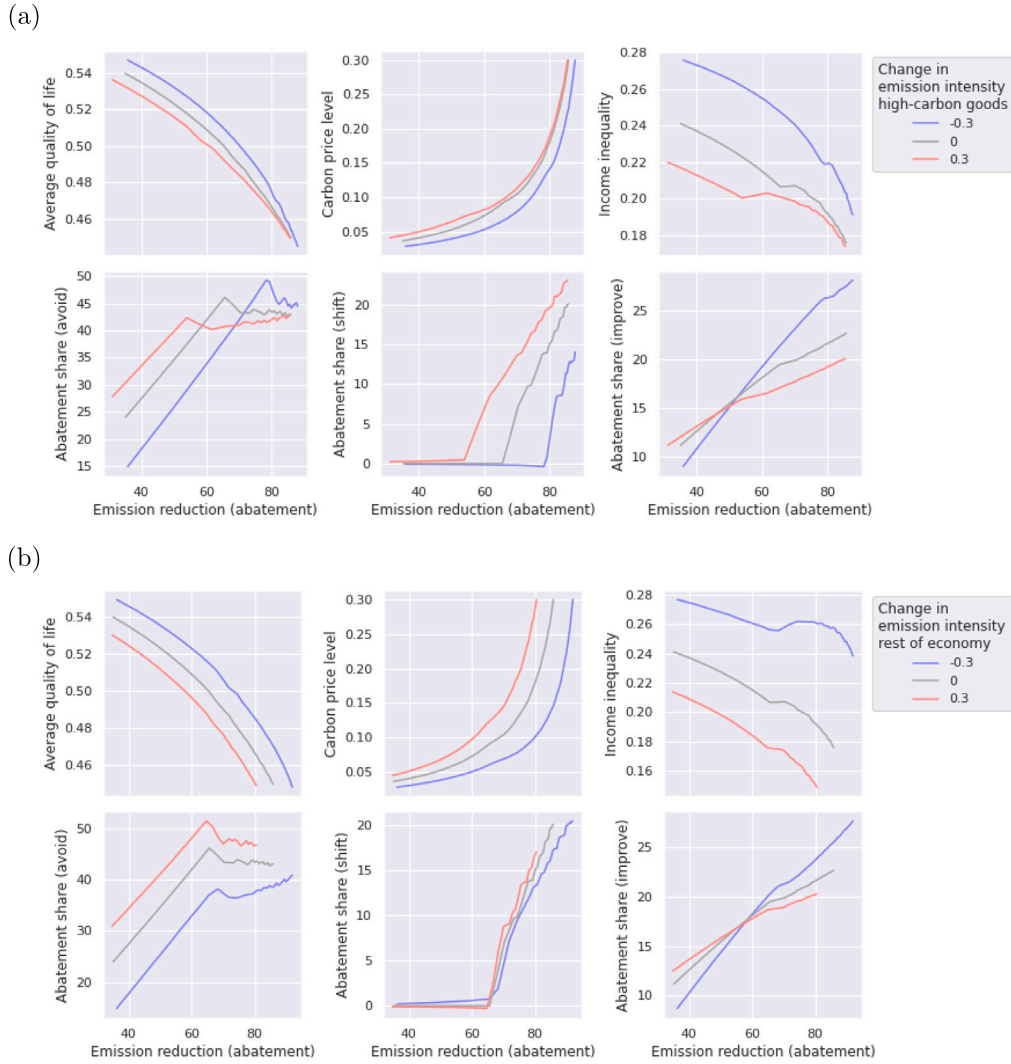 (a)
Average quality of life
0.54
0.52
0.50
0.48
0.46
Carbon price level
0.30
0.25
0.20
0.15
0.10
0.05
Income inequality
0.28
0.26
0.24
0.22
0.20
0.18
Change in
emission intensity
high-carbon goods
-0.3
0
0.3
Abatement share (avoid)
50
45
40
35
30
25
20
15
40 60 80
Emission reduction (abatement)
Abatement share (shift)
20
15
10
5
0
40 60 80
Emission reduction (abatement)
Abatement share (improve)
25
20
15
10
40 60 80
Emission reduction (abatement)
(b)
Average quality of life
0.54
0.52
0.50
0.48
0.46
Carbon price level
0.30
0.25
0.20
0.15
0.10
0.05
Income inequality
0.28
0.26
0.24
0.22
0.20
0.18
0.16
Change in
emission intensity
rest of economy
-0.3
0
0.3
Abatement share (avoid)
50
40
30
20
40 60 80
Emission reduction (abatement)
Abatement share (shift)
20
15
10
5
0
40 60 80
Emission reduction (abatement)
Abatement share (improve)
25
20
15
10
40 60 80
Emission reduction (abatement)